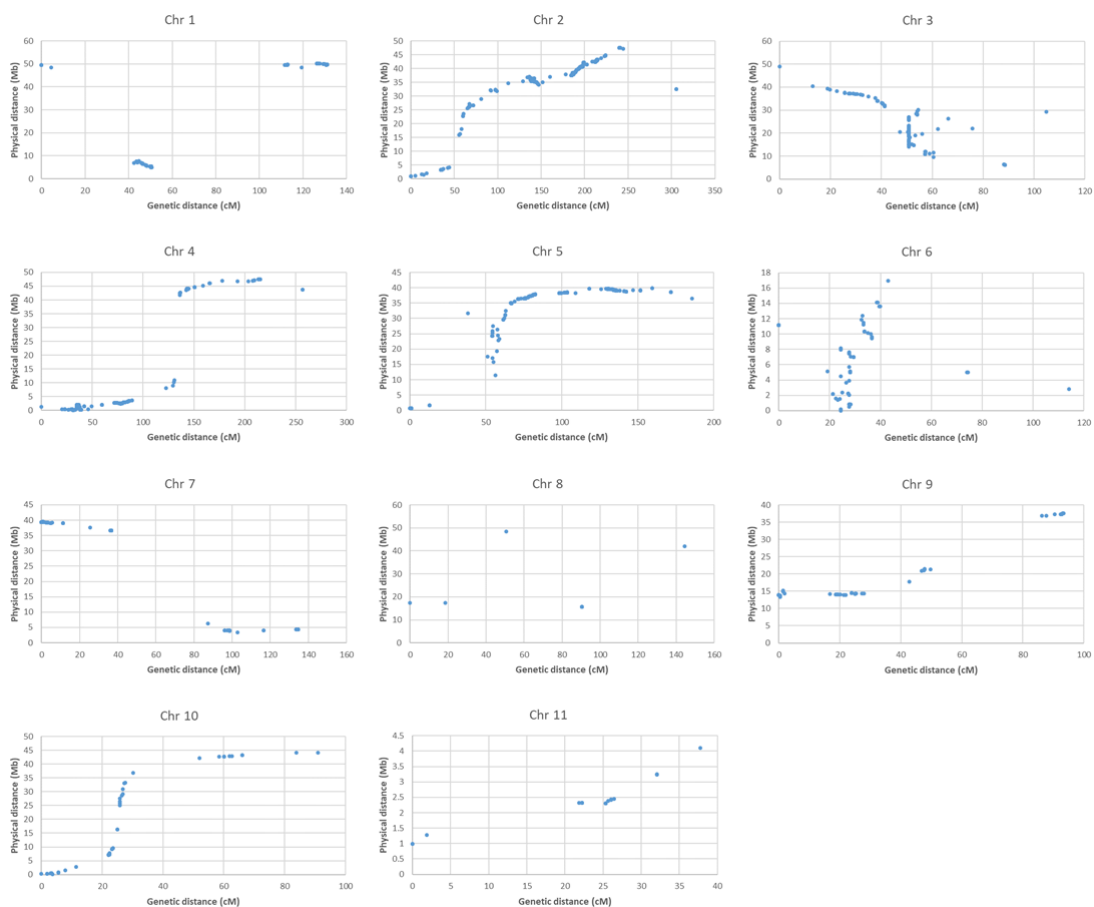 Chr 1
Physical distance (Mb)
60
50
40
30
20
10
0
0 20 40 60 80 100 120 140
Genetic distance (cM)
Chr 2
Physical distance (Mb)
50
45
40
35
30
25
20
15
10
5
0
0 50 100 150 200 250 300 350
Genetic distance (cM)
Chr 3
Physical distance (Mb)
60
50
40
30
20
10
0
0 20 40 60 80 100 120
Genetic distance (cM)
Chr 4
Physical distance (Mb)
50
45
40
35
30
25
20
15
10
5
0
0 50 100 150 200 250 300
Genetic distance (cM)
Chr 5
Physical distance (Mb)
45
40
35
30
25
20
15
10
5
0
0 50 100 150 200
Genetic distance (cM)
Chr 6
Physical distance (Mb)
18
16
14
12
10
8
6
4
2
0
0 20 40 60 80 100 120
Genetic distance (cM)
Chr 7
Physical distance (Mb)
45
40
35
30
25
20
15
10
5
0
0 20 40 60 80 100 120 140 160
Genetic distance (cM)
Chr 8
Physical distance (Mb)
60
50
40
30
20
10
0
0 20 40 60 80 100 120 140 160
Genetic distance (cM)
Chr 9
Physical distance (Mb)
40
35
30
25
20
15
10
5
0
0 20 40 60 80 100
Genetic distance (cM)
Chr 10
Physical distance (Mb)
50
45
40
35
30
25
20
15
10
5
0
0 20 40 60 80 100
Genetic distance (cM)
Chr 11
Physical distance (Mb)
4.5
4
3.5
3
2.5
2
1.5
1
0.5
0
0 5 10 15 20 25 30 35 40
Genetic distance (cM)